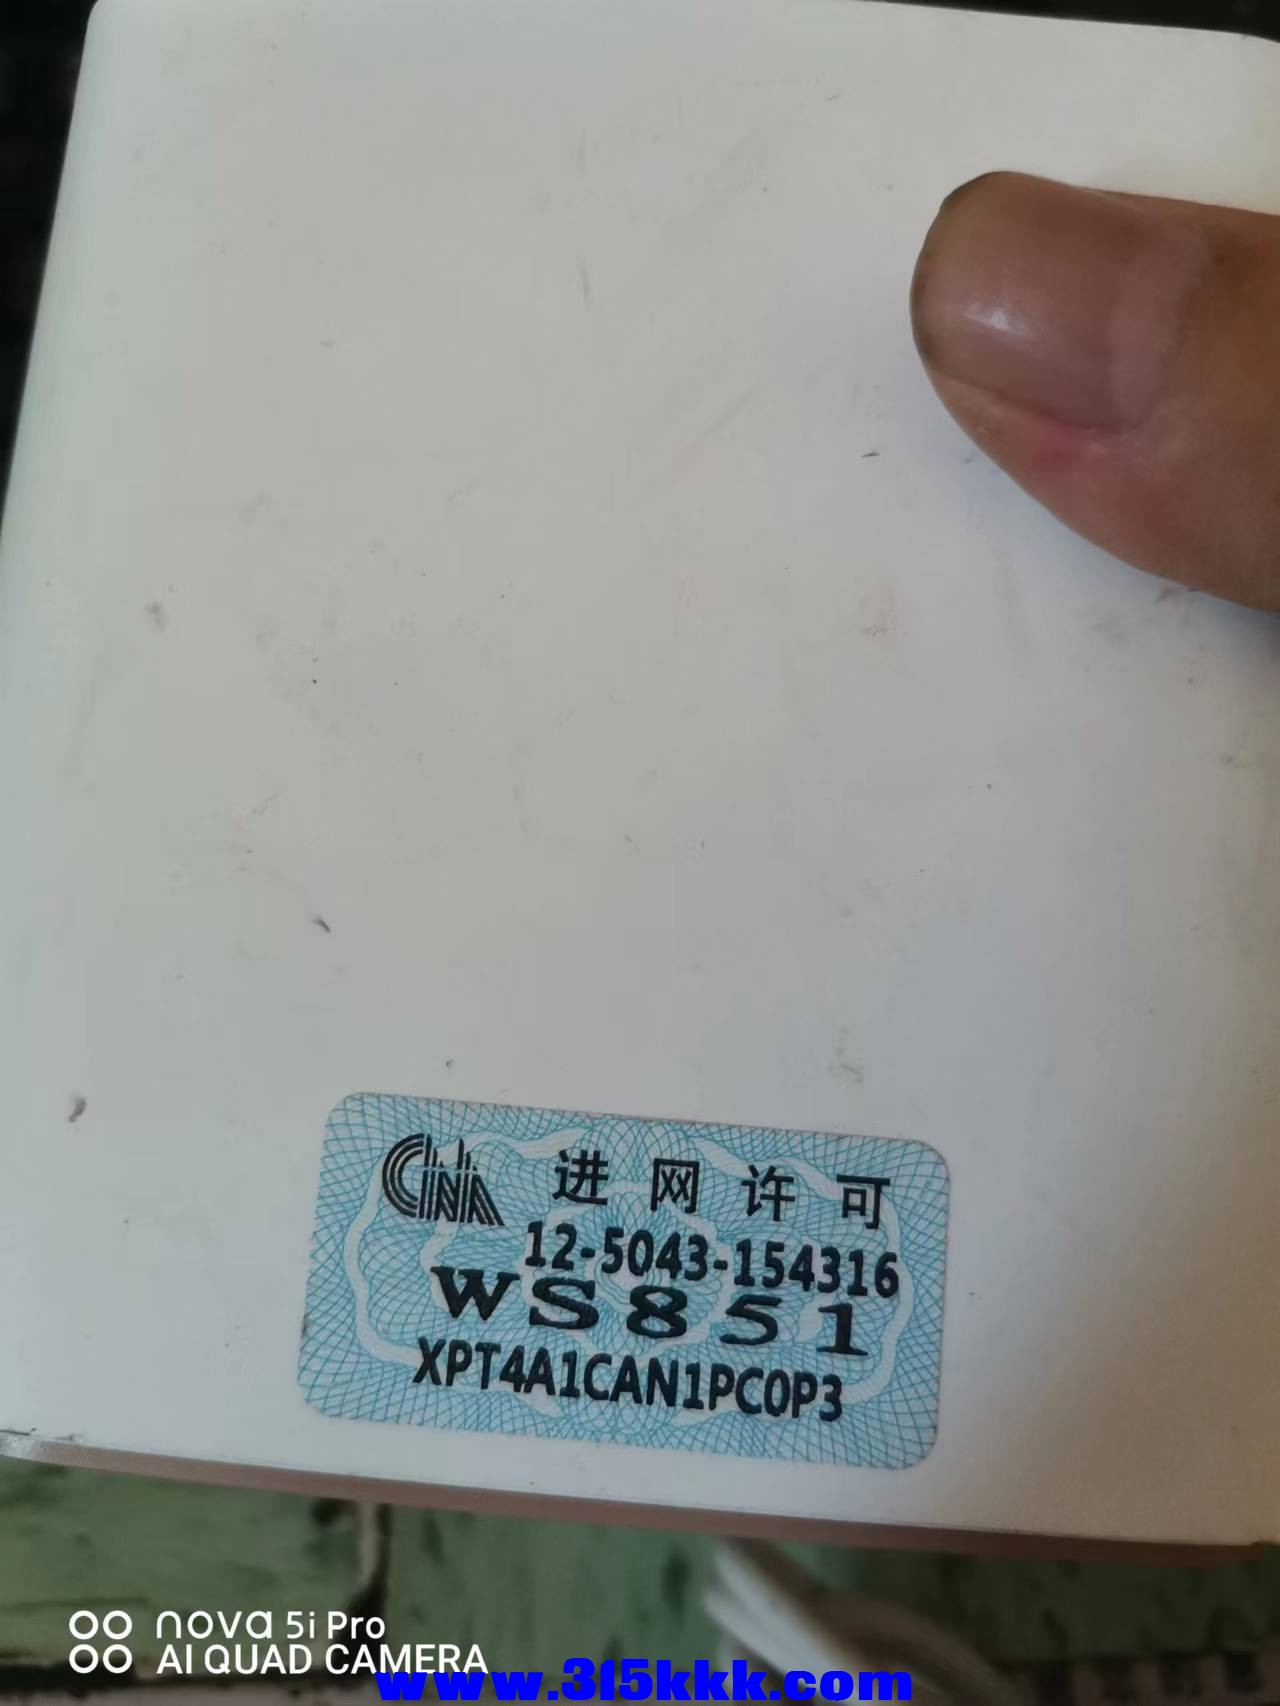 CNA 进网许可
12-5043-154316
WS851
XPT4A1CAN1PC0P3
nova 5i Pro
AI QUAD CAMERA
www.315kkk.com